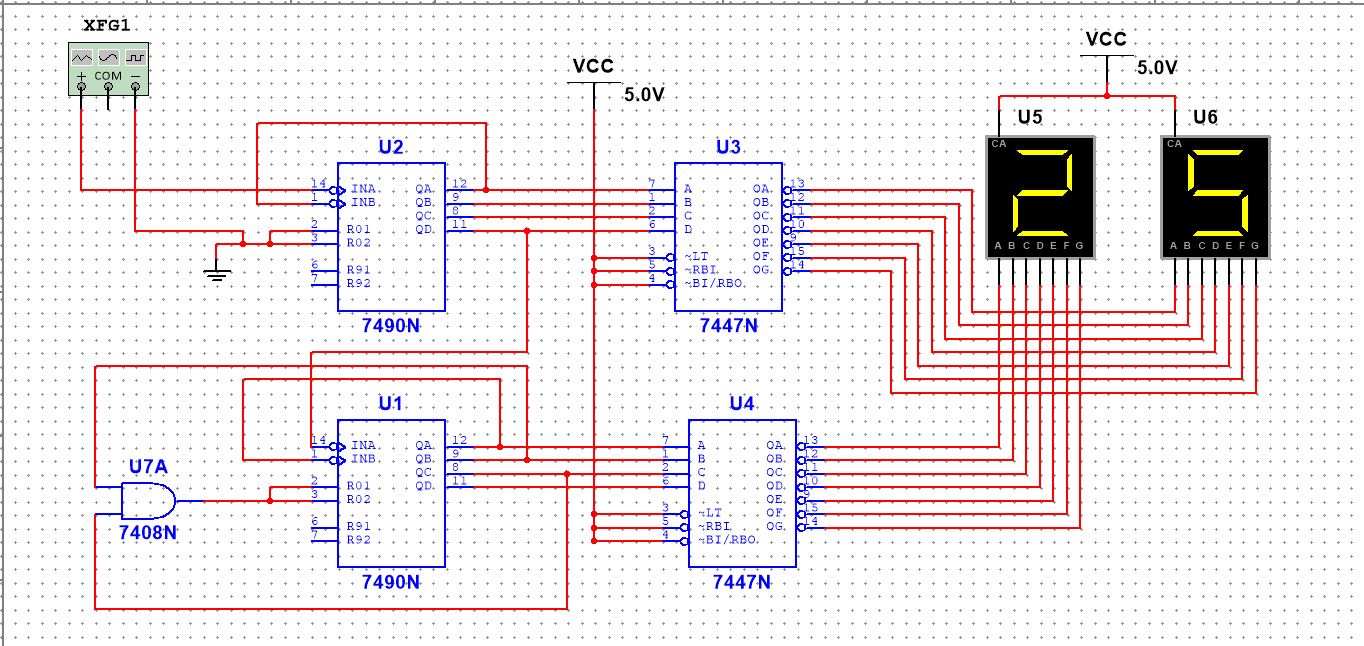 XFG1
+ COM −
VCC
5.0V
VCC
5.0V
U2
14 INA QA 12
1 INB QB 9
QC 8
2 R01 QD 11
3 R02
6 R91
7 R92
7490N
U3
7 A OA 13
1 B OB 12
2 C OC 11
6 D OD 10
OE 9
3 ~LT OF 15
5 ~RBI OG 14
4 ~BI/RBO
7447N
U5
CA
2
A B C D E F G
U6
CA
5
A B C D E F G
U1
14 INA QA 12
1 INB QB 9
QC 8
2 R01 QD 11
3 R02
6 R91
7 R92
7490N
U7A
7408N
U4
7 A OA 13
1 B OB 12
2 C OC 11
6 D OD 10
OE 9
3 ~LT OF 15
5 ~RBI OG 14
4 ~BI/RBO
7447N